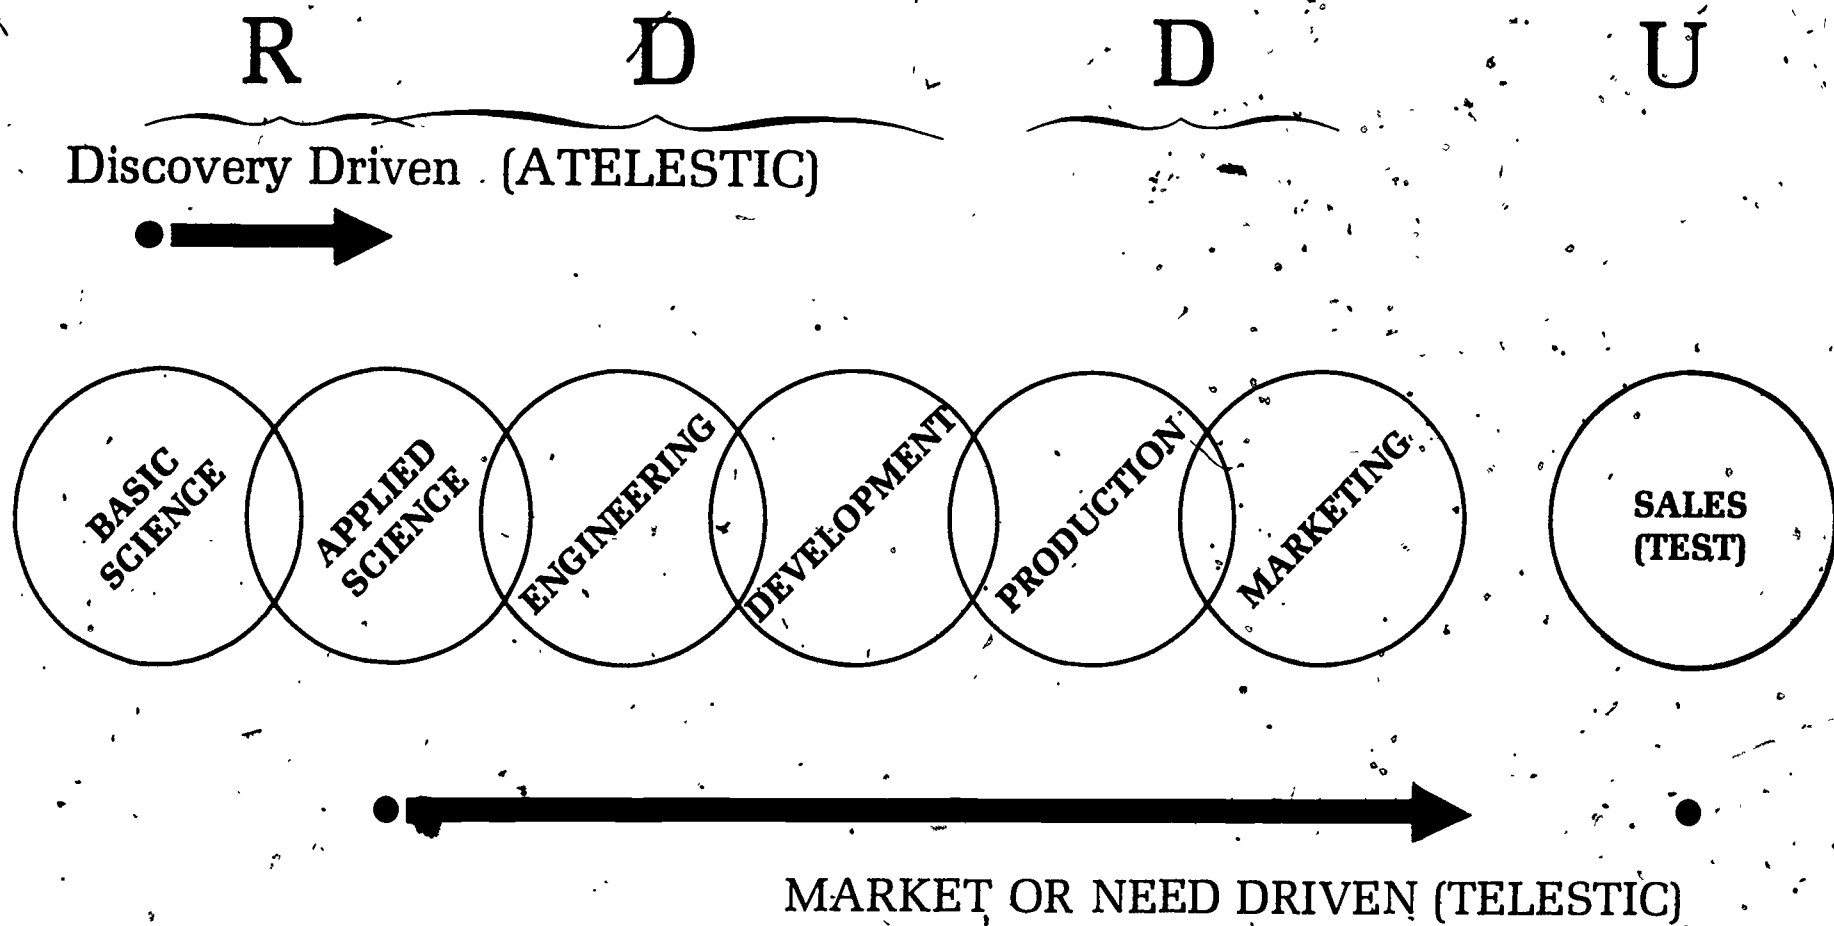 R D D U
Discovery Driven (ATELESTIC)
BASIC
SCIENCE
APPLIED
SCIENCE
ENGINEERING
DEVELOPMENT
PRODUCTION
MARKETING
SALES
(TEST)
MARKET OR NEED DRIVEN (TELESTIC)